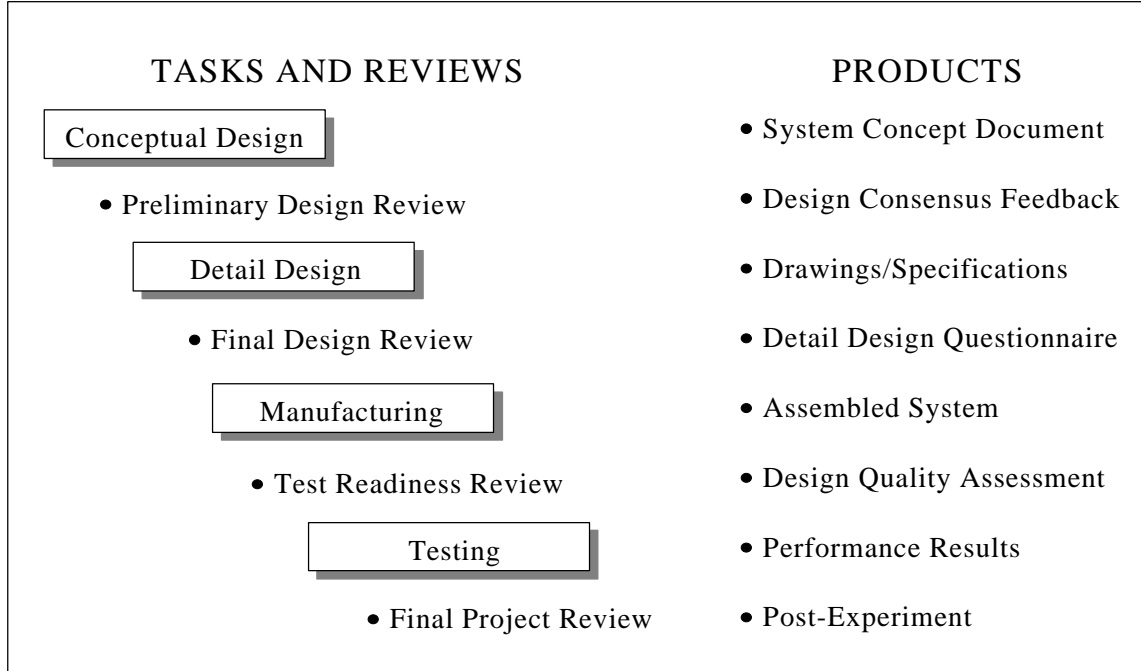 TASKS AND REVIEWS
PRODUCTS
Conceptual Design
• System Concept Document
• Preliminary Design Review
• Design Consensus Feedback
Detail Design
• Drawings/Specifications
• Final Design Review
• Detail Design Questionnaire
Manufacturing
• Assembled System
• Test Readiness Review
• Design Quality Assessment
Testing
• Performance Results
• Final Project Review
• Post-Experiment